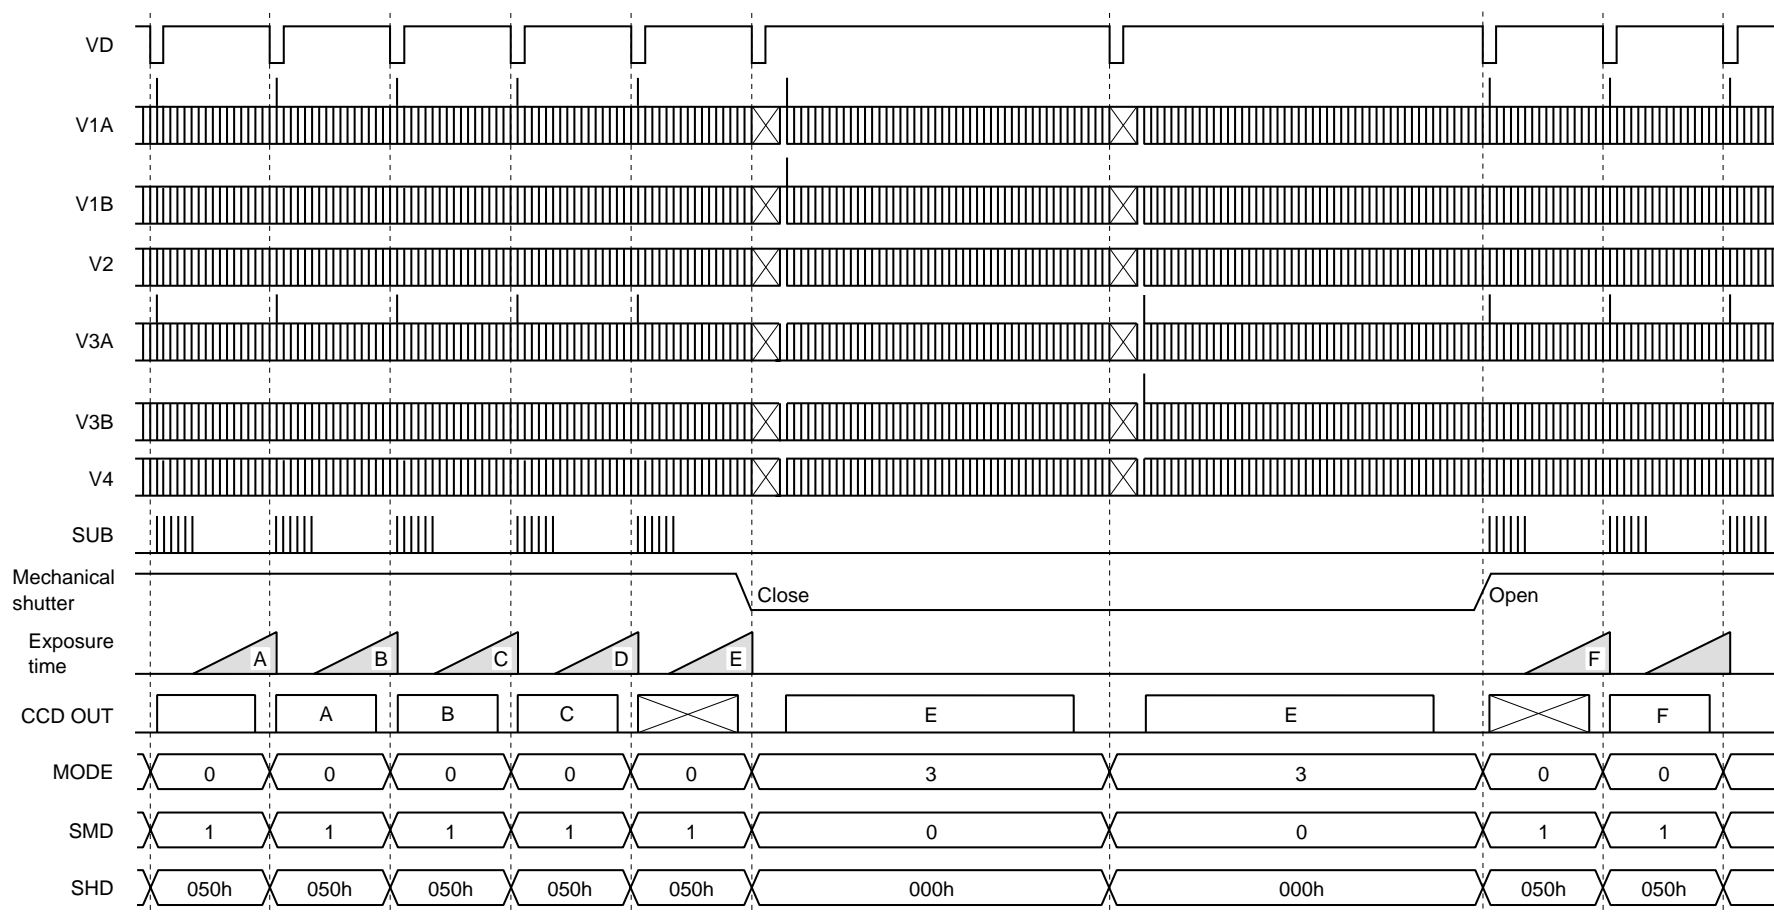 VD
V1A
V1B
V2
V3A
V3B
V4
SUB
Mechanical
shutter
Close
Open
Exposure
time
A B C D E F
CCD OUT
A B C E E F
MODE
0 0 0 0 0 3 3 0 0
SMD
1 1 1 1 1 0 0 1 1
SHD
050h 050h 050h 050h 050h 000h 000h 050h 050h